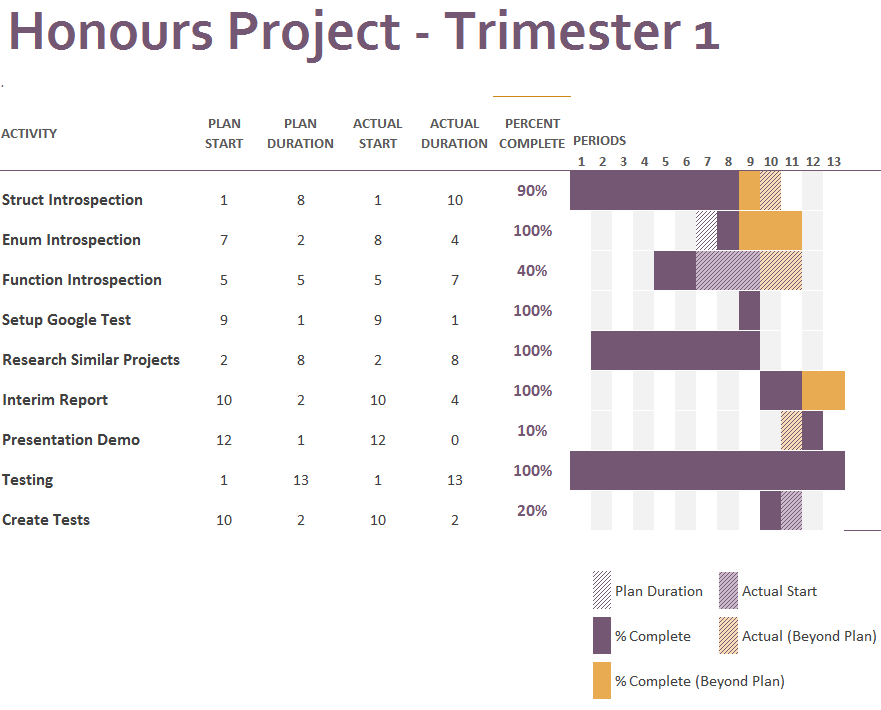 Honours Project - Trimester 1
.
ACTIVITY PLAN START PLAN DURATION ACTUAL START ACTUAL DURATION PERCENT COMPLETE PERIODS
1 2 3 4 5 6 7 8 9 10 11 12 13
Struct Introspection 1 8 1 10 90%
Enum Introspection 7 2 8 4 100%
Function Introspection 5 5 5 7 40%
Setup Google Test 9 1 9 1 100%
Research Similar Projects 2 8 2 8 100%
Interim Report 10 2 10 4 100%
Presentation Demo 12 1 12 0 10%
Testing 1 13 1 13 100%
Create Tests 10 2 10 2 20%
Plan Duration Actual Start
% Complete Actual (Beyond Plan)
% Complete (Beyond Plan)